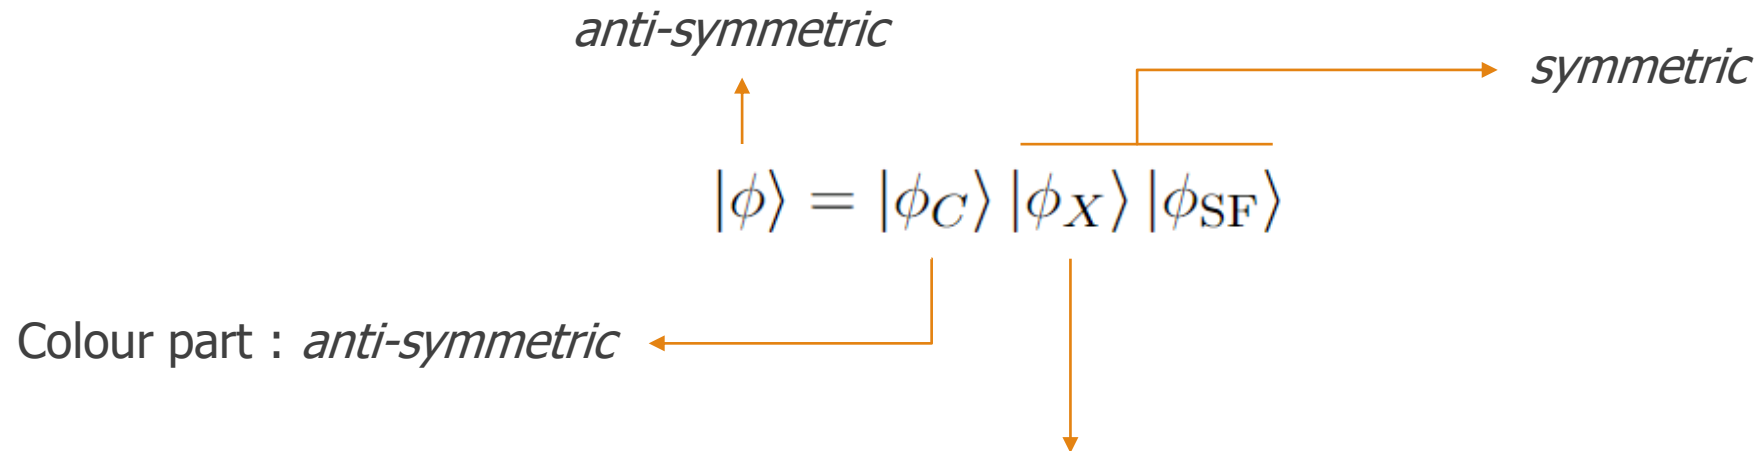 anti-symmetric
symmetric
|ϕ⟩ = |ϕ_C⟩ |ϕ_X⟩ |ϕ_SF⟩
Colour part : anti-symmetric